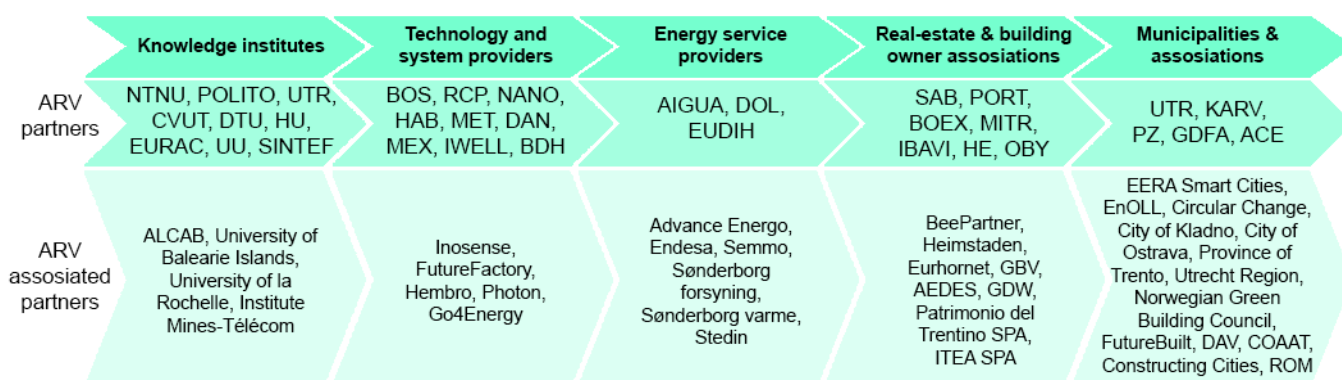 Knowledge institutes
Technology and
system providers
Energy service
providers
Real-estate & building
owner assosiations
Municipalities &
assosiations
ARV
partners
NTNU, POLITO, UTR,
CVUT, DTU, HU,
EURAC, UU, SINTEF
BOS, RCP, NANO,
HAB, MET, DAN,
MEX, IWELL, BDH
AIGUA, DOL,
EUDIH
SAB, PORT,
BOEX, MITR,
IBAVI, HE, OBY
UTR, KARV,
PZ, GDFA, ACE
ARV
assosiated
partners
ALCAB, University of
Balearie Islands,
University of la
Rochelle, Institute
Mines-Télécom
Inosense,
FutureFactory,
Hembro, Photon,
Go4Energy
Advance Energo,
Endesa, Semmo,
Sønderborg
forsyning,
Sønderborg varme,
Stedin
BeePartner,
Heimstaden,
Eurhornet, GBV,
AEDES, GDW,
Patrimonio del
Trentino SPA,
ITEA SPA
EERA Smart Cities,
EnOLL, Circular Change,
City of Kladno, City of
Ostrava, Province of
Trento, Utrecht Region,
Norwegian Green
Building Council,
FutureBuilt, DAV, COAAT,
Constructing Cities, ROM